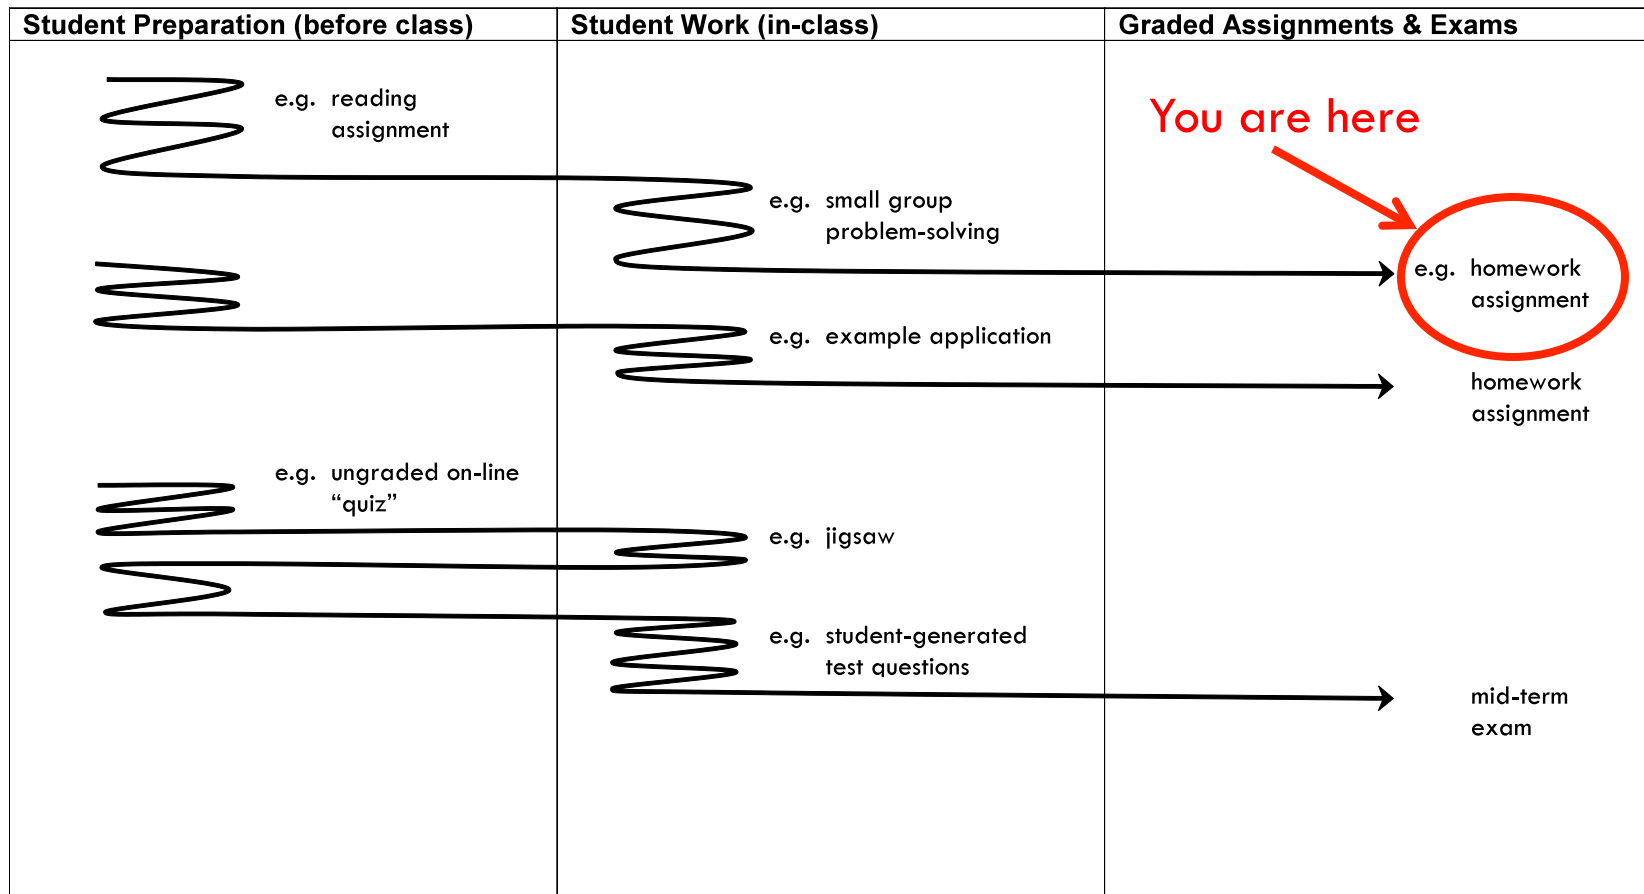 Student Preparation (before class)
Student Work (in-class)
Graded Assignments & Exams
e.g. reading
assignment
You are here
e.g. small group
problem-solving
e.g. homework
assignment
e.g. example application
homework
assignment
e.g. ungraded on-line
“quiz”
e.g. jigsaw
e.g. student-generated
test questions
mid-term
exam